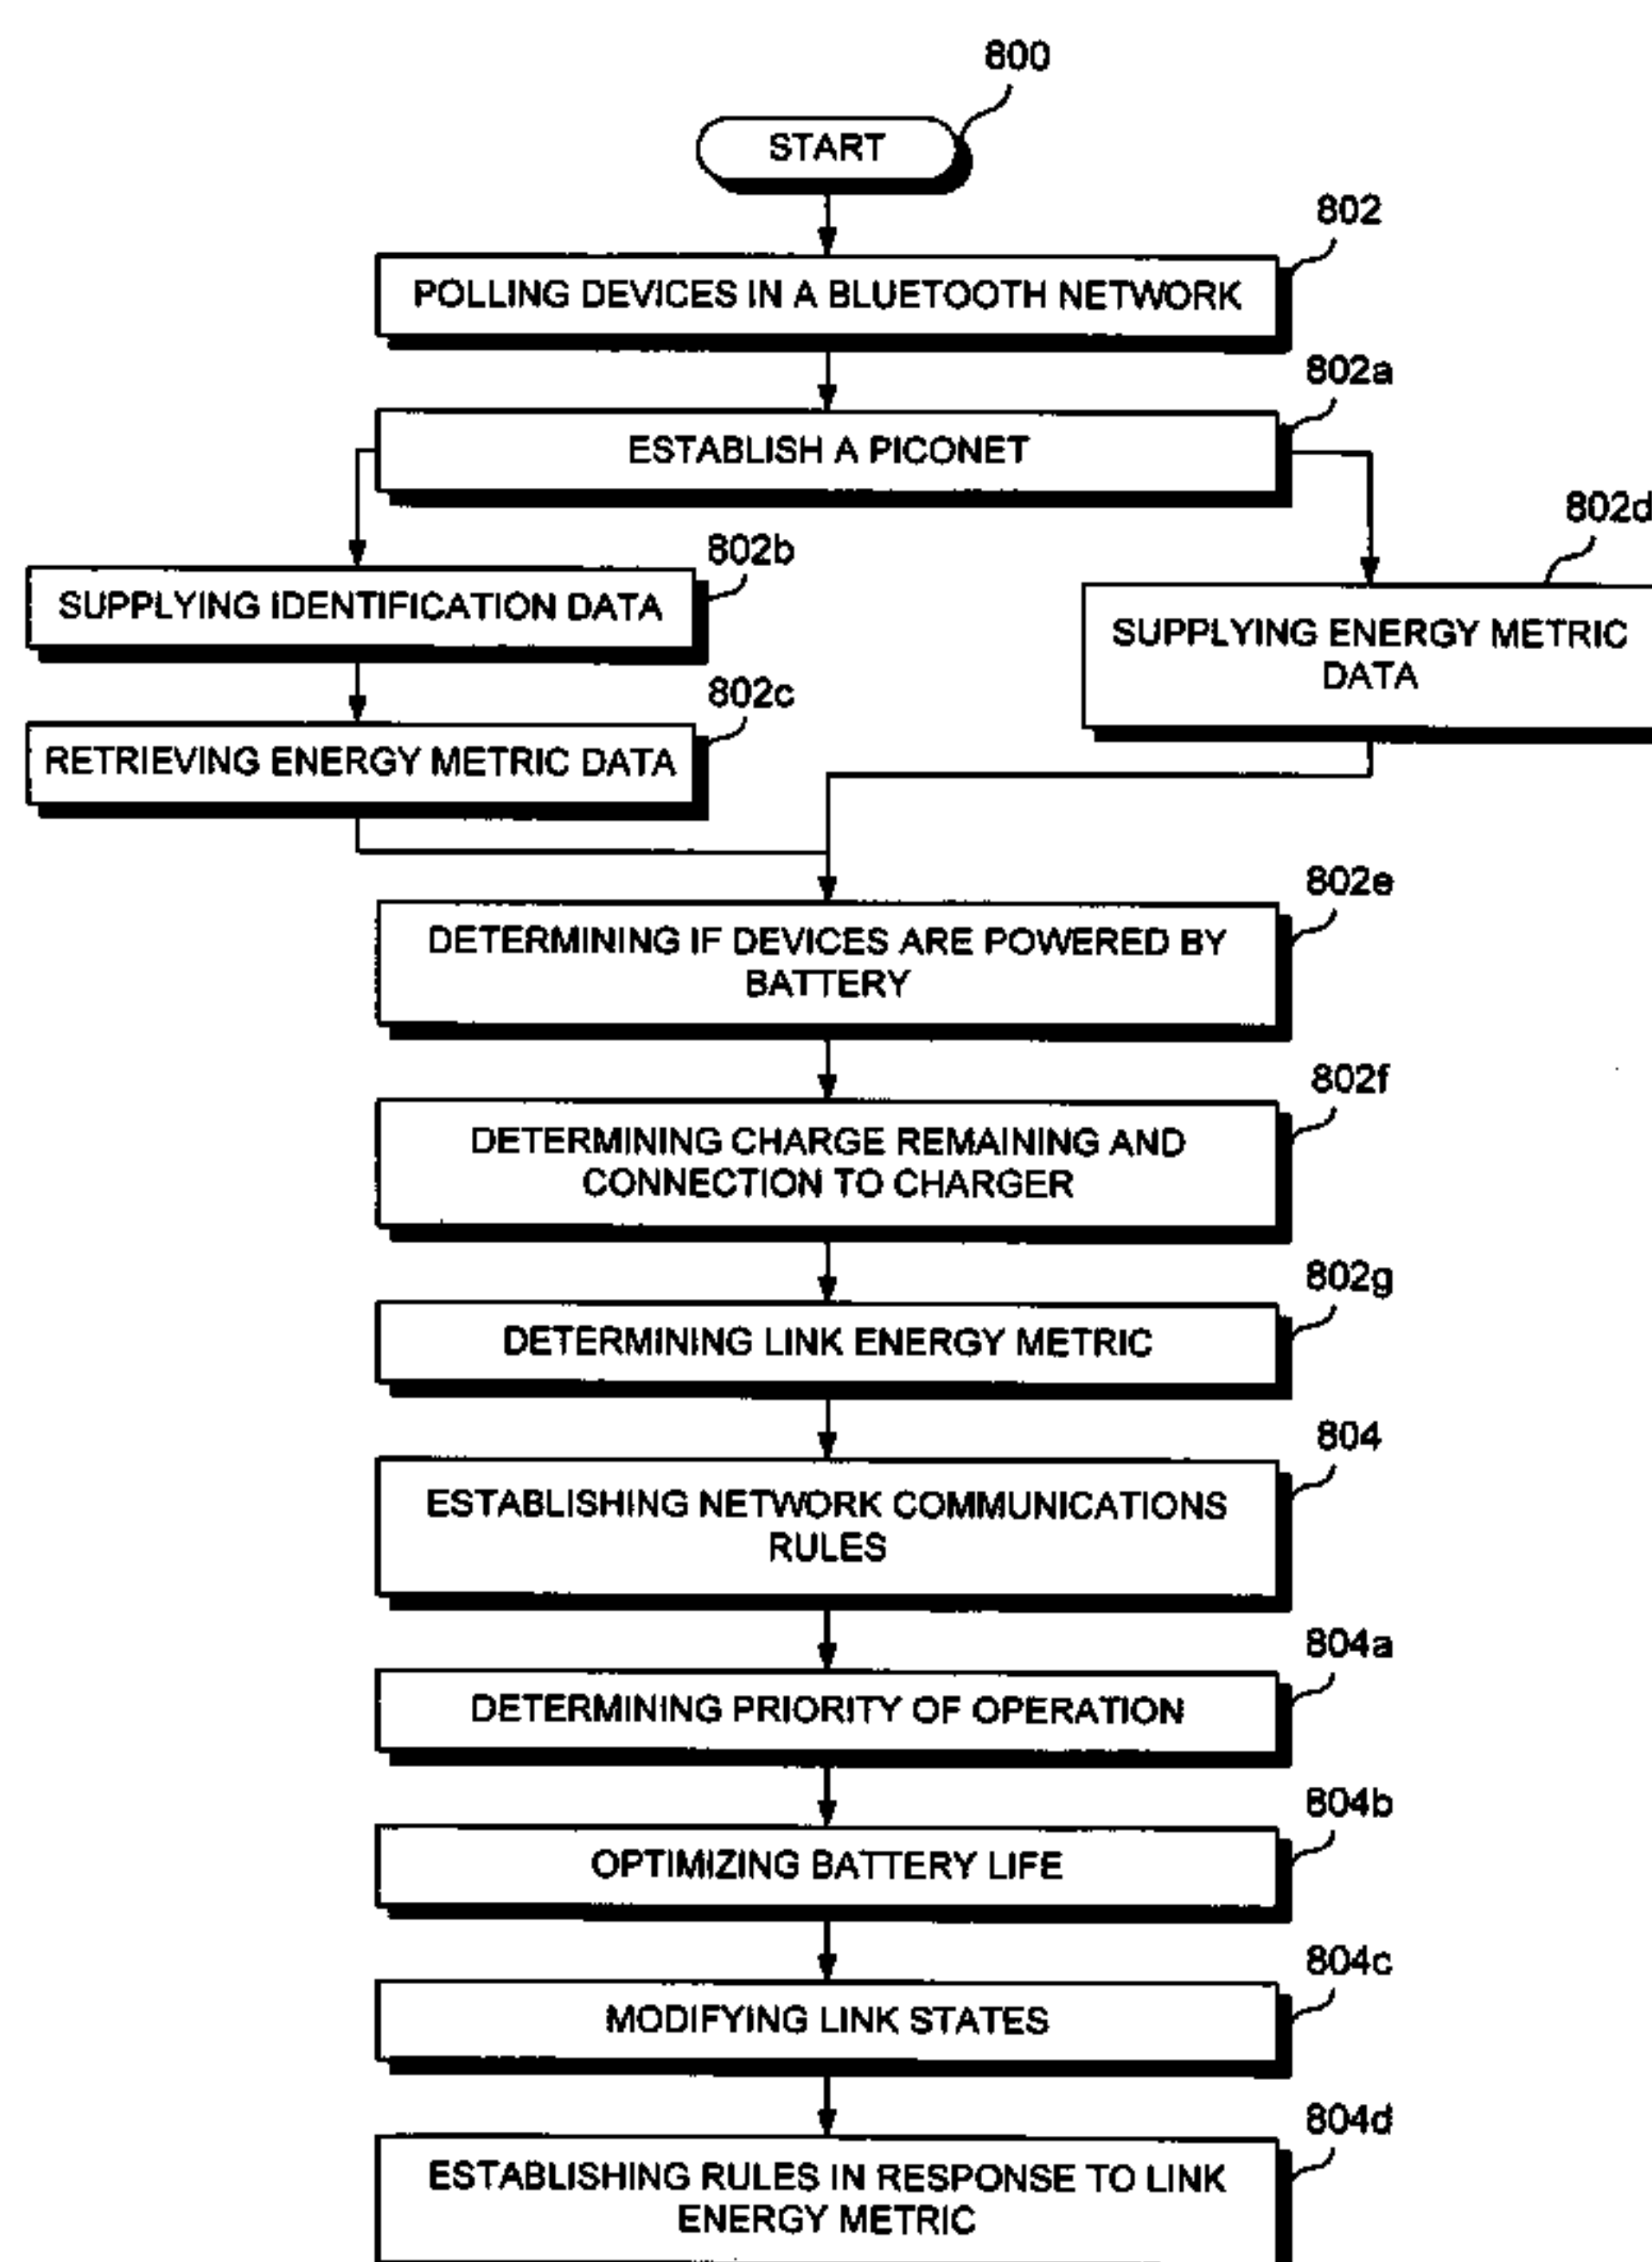 800
START
802
POLLING DEVICES IN A BLUETOOTH NETWORK
802a
ESTABLISH A PICONET
802b
SUPPLYING IDENTIFICATION DATA
802d
SUPPLYING ENERGY METRIC
DATA
802c
RETRIEVING ENERGY METRIC DATA
802e
DETERMINING IF DEVICES ARE POWERED BY
BATTERY
802f
DETERMINING CHARGE REMAINING AND
CONNECTION TO CHARGER
802g
DETERMINING LINK ENERGY METRIC
804
ESTABLISHING NETWORK COMMUNICATIONS
RULES
804a
DETERMINING PRIORITY OF OPERATION
804b
OPTIMIZING BATTERY LIFE
804c
MODIFYING LINK STATES
804d
ESTABLISHING RULES IN RESPONSE TO LINK
ENERGY METRIC